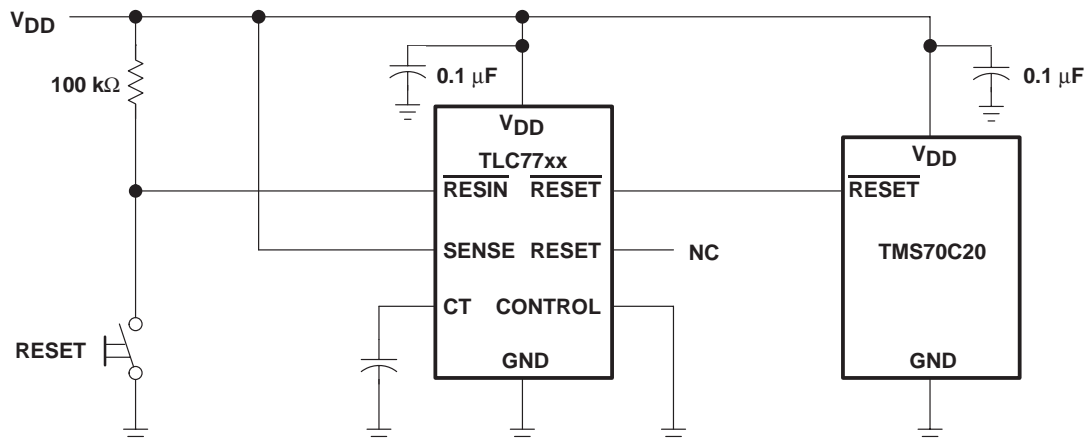 VDD
100 kΩ
0.1 μF
0.1 μF
VDD
TLC77xx
RESIN RESET
SENSE RESET
CT CONTROL
GND
NC
VDD
RESET
TMS70C20
GND
RESET